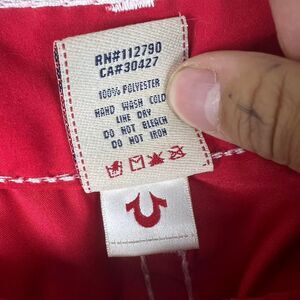 RN#112790
CA#30427
100% POLYESTER
HAND WASH COLD
LINE DRY
DO NOT BLEACH
DO NOT IRON